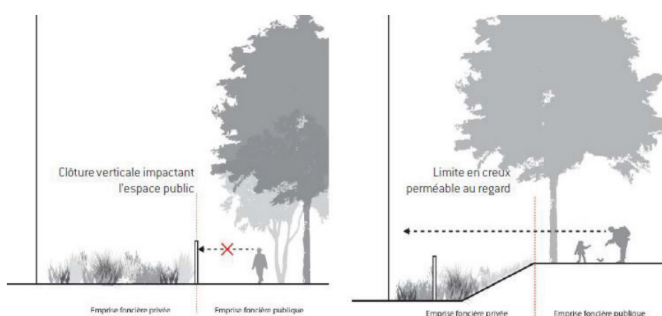 Clôture verticale impactant
l'espace public
Emprise foncière privée
Emprise foncière publique
Limite en creux
perméable au regard
Emprise foncière privée
Emprise foncière publique